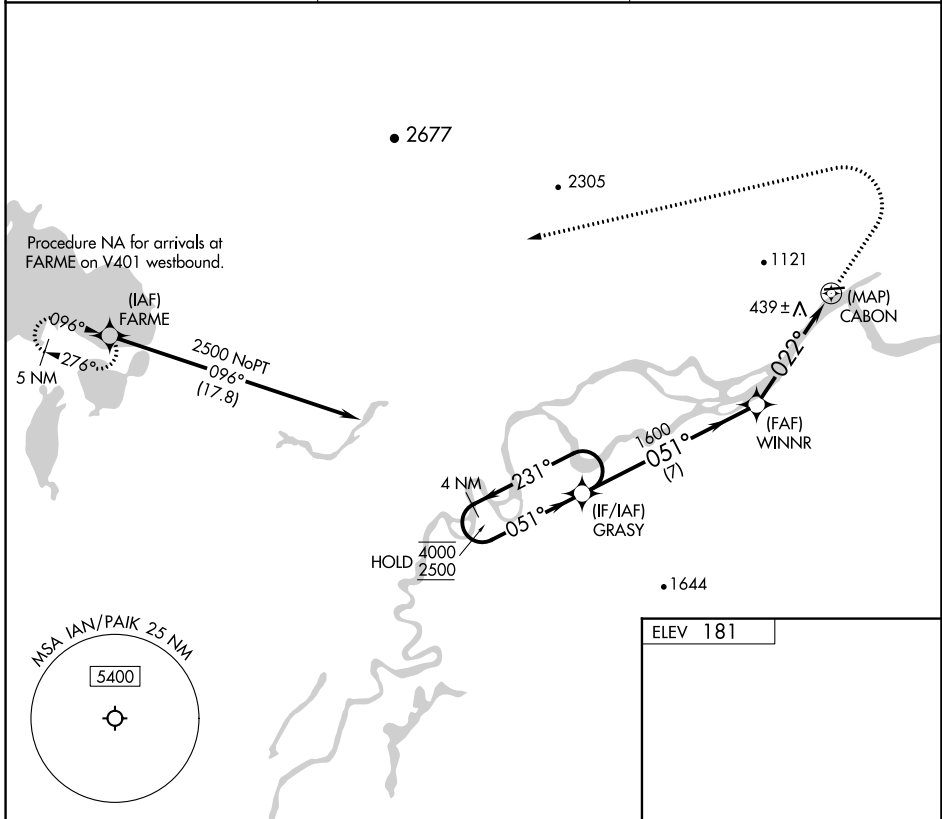 2677
2305
Procedure NA for arrivals at
FARME on V401 westbound.
1121
(IAF)
FARME
096°
276°
5 NM
2500 NoPT
096°
(17.8)
439 ±
(MAP)
CABON
022°
(FAF)
WINNR
1600
051°
(7)
4 NM
231°
051°
(IF/IAF)
GRASY
HOLD 4000
2500
1644
MSA IAN/PAIK 25 NM
5400
ELEV 181